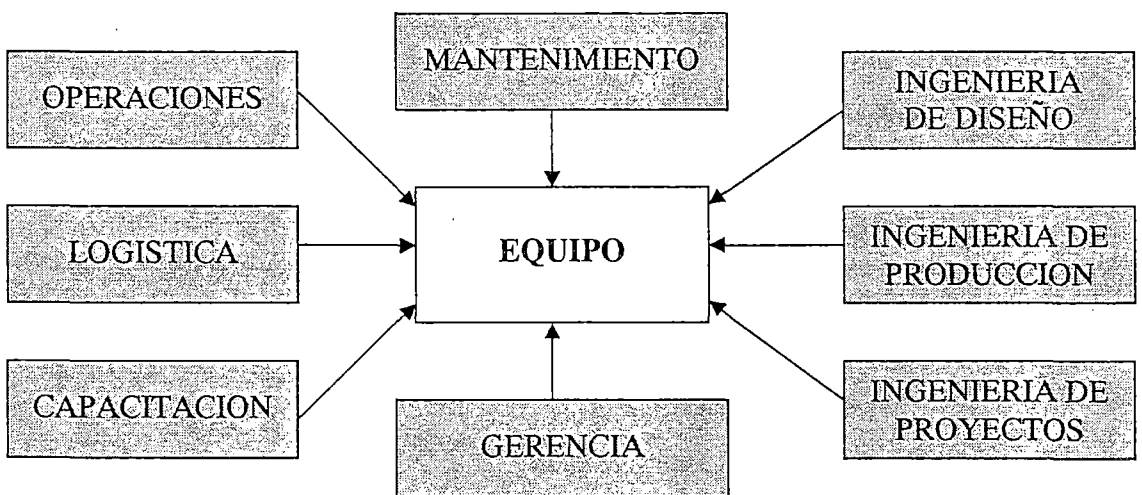 MANTENIMIENTO
OPERACIONES
INGENIERIA
DE DISEÑO
LOGISTICA
EQUIPO
INGENIERIA DE
PRODUCCION
CAPACITACION
GERENCIA
INGENIERIA DE
PROYECTOS